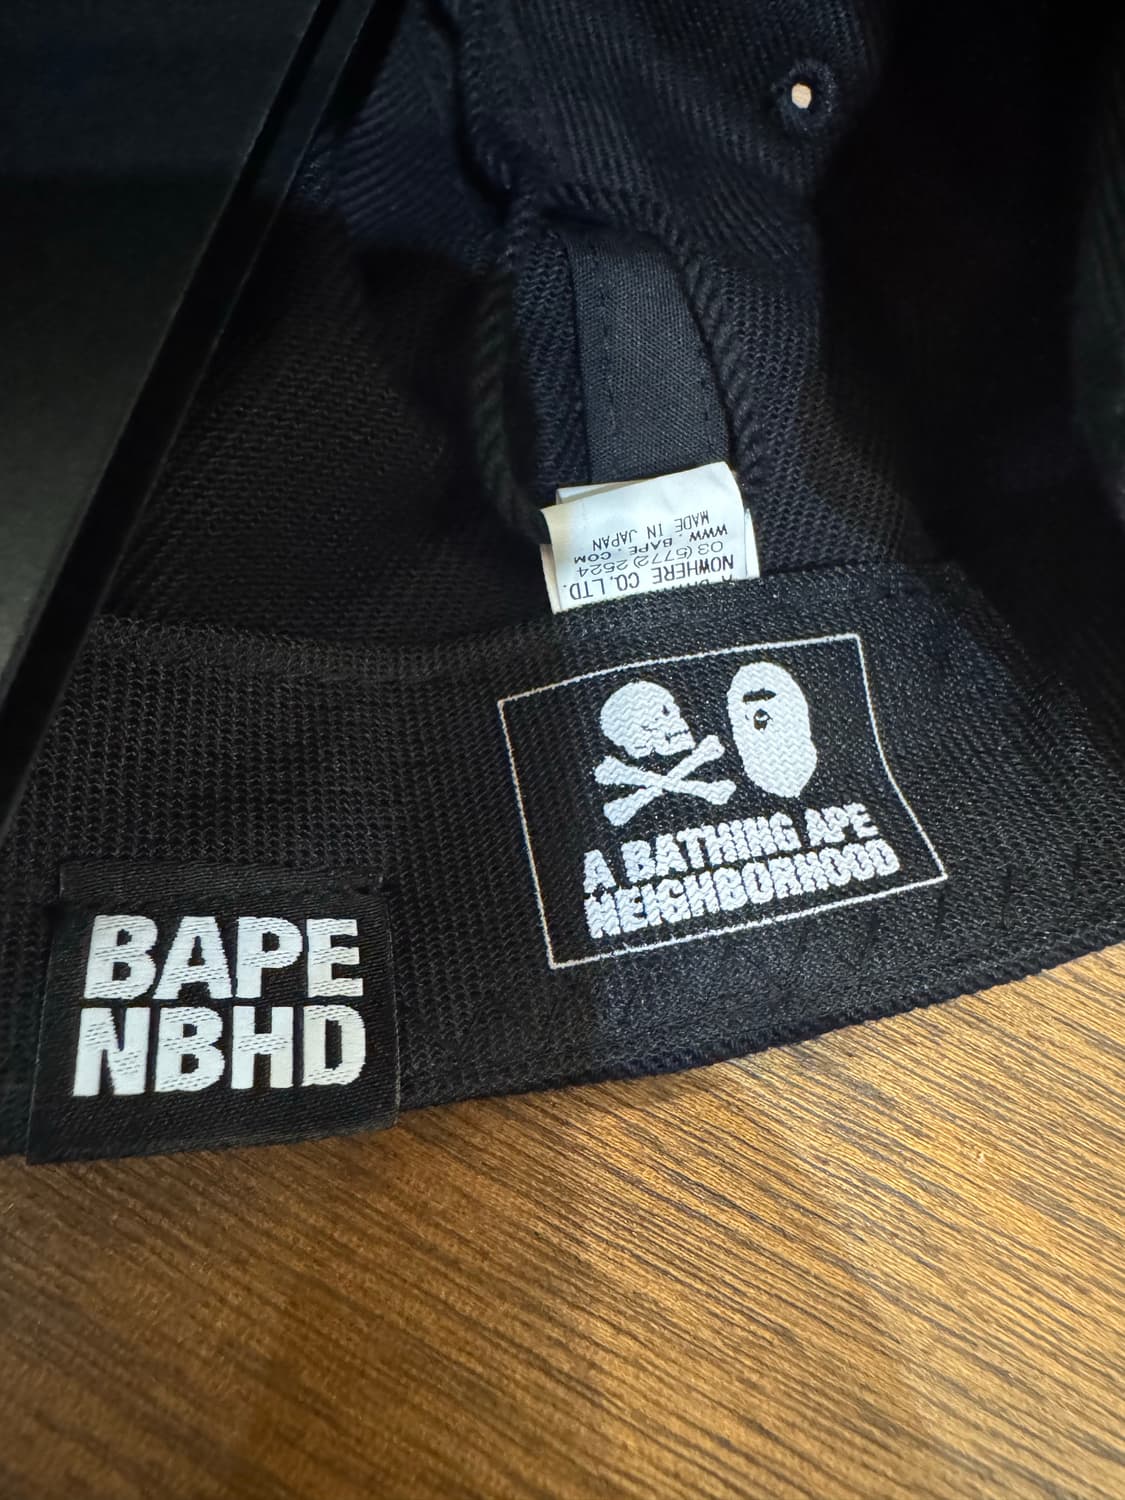 NOWHERE CO.LTD.
03(5772)2524
WWW.BAPE.COM
MADE IN JAPAN
A BATHING APE
NEIGHBORHOOD
BAPE
NBHD